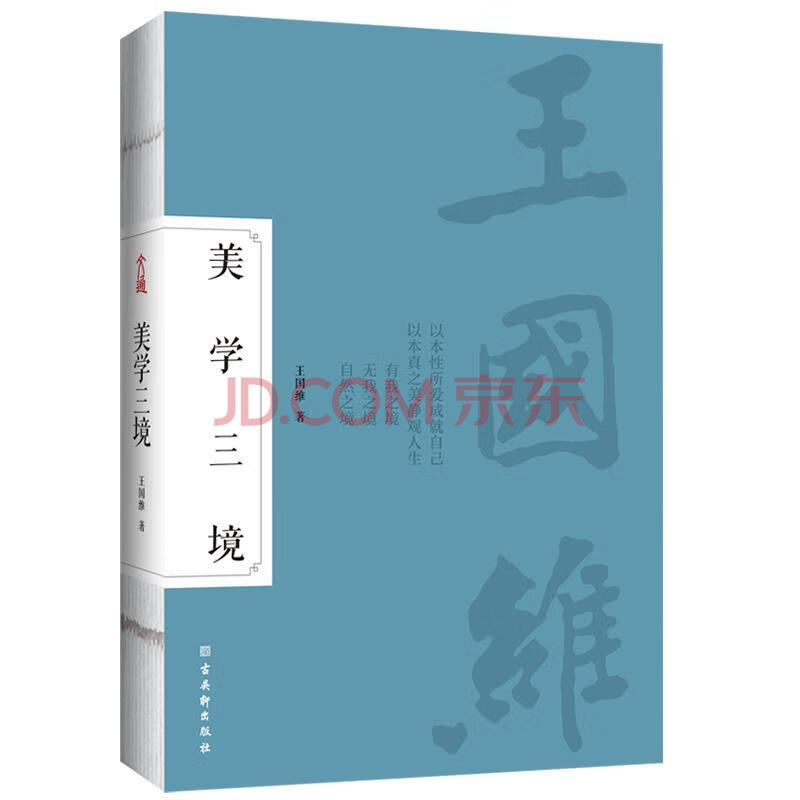 王國維
以本性所爱成就自己
以本真之美静观人生
有我之境
无我之境
自然之境
王国维 著
美学三境
古吴轩出版社
文通
美学三境
王国维 著
JD.COM 京东